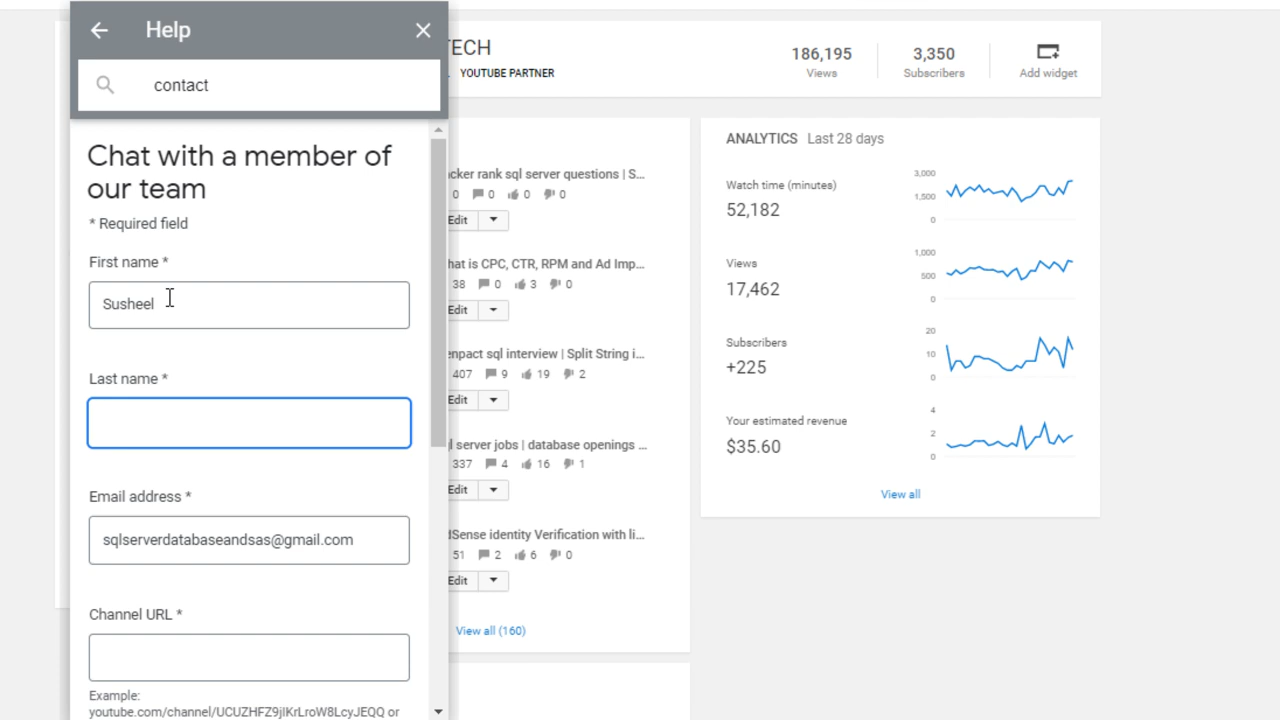 Help
contact
Chat with a member of
our team
* Required field
First name *
Susheel
Last name *
Email address *
sqlserverdatabaseandsas@gmail.com
Channel URL *
Example:
youtube.com/channel/UCUZHFZ9jIKrLroW8LcyJEQQ or
TECH
YOUTUBE PARTNER
186,195
Views
3,350
Subscribers
Add widget
acker rank sql server questions | S...
0 0 0 0
Edit
hat is CPC, CTR, RPM and Ad Imp...
38 0 3 0
Edit
enpact sql interview | Split String i...
407 9 19 2
Edit
ql server jobs | database openings ...
337 4 16 1
Edit
dSense identity Verification with li...
51 2 6 0
Edit
View all (160)
ANALYTICS Last 28 days
Watch time (minutes)
52,182
3,000
1,500
0
Views
17,462
1,000
500
0
Subscribers
+225
20
10
0
Your estimated revenue
$35.60
4
2
0
View all